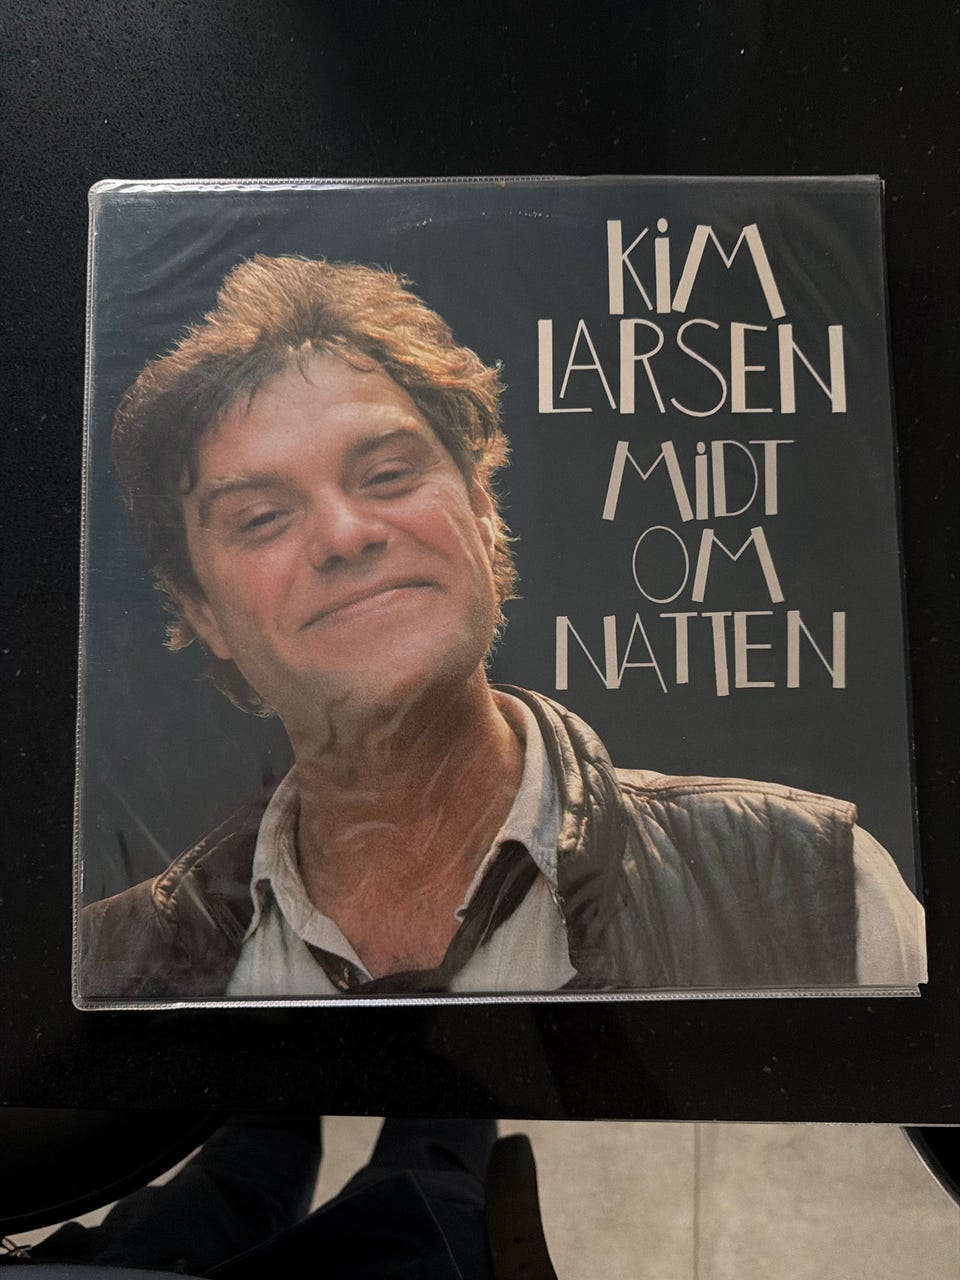 KiM
LARSEN
MiDT
OM
NATTEN